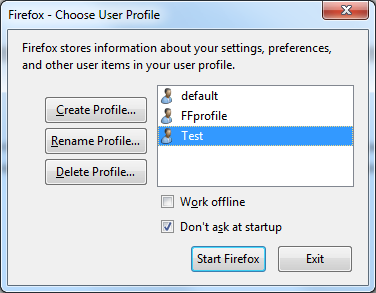 Firefox - Choose User Profile
Firefox stores information about your settings, preferences,
and other user items in your user profile.
Create Profile...
Rename Profile...
Delete Profile...
default
FFprofile
Test
Work offline
Don't ask at startup
Start Firefox
Exit